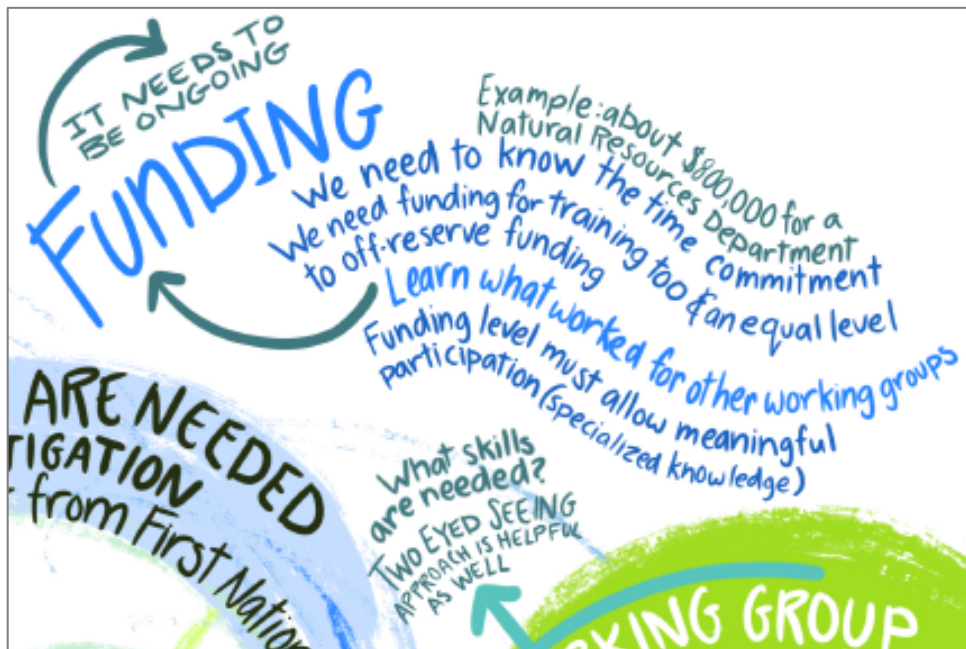 IT NEEDS TO
BE ONGOING
FUNDING
Example: about $800,000 for a
Natural Resources Department
We need to know the time commitment
We need funding for training too & an equal level
to off-reserve funding
Learn what worked for other working groups
Funding level must allow meaningful
participation (specialized knowledge)
ARE NEEDED
TIGATION
from First Nation
What skills
are needed?
TWO EYED SEEING
APPROACH IS HELPFUL
AS WELL
RKING GROUP